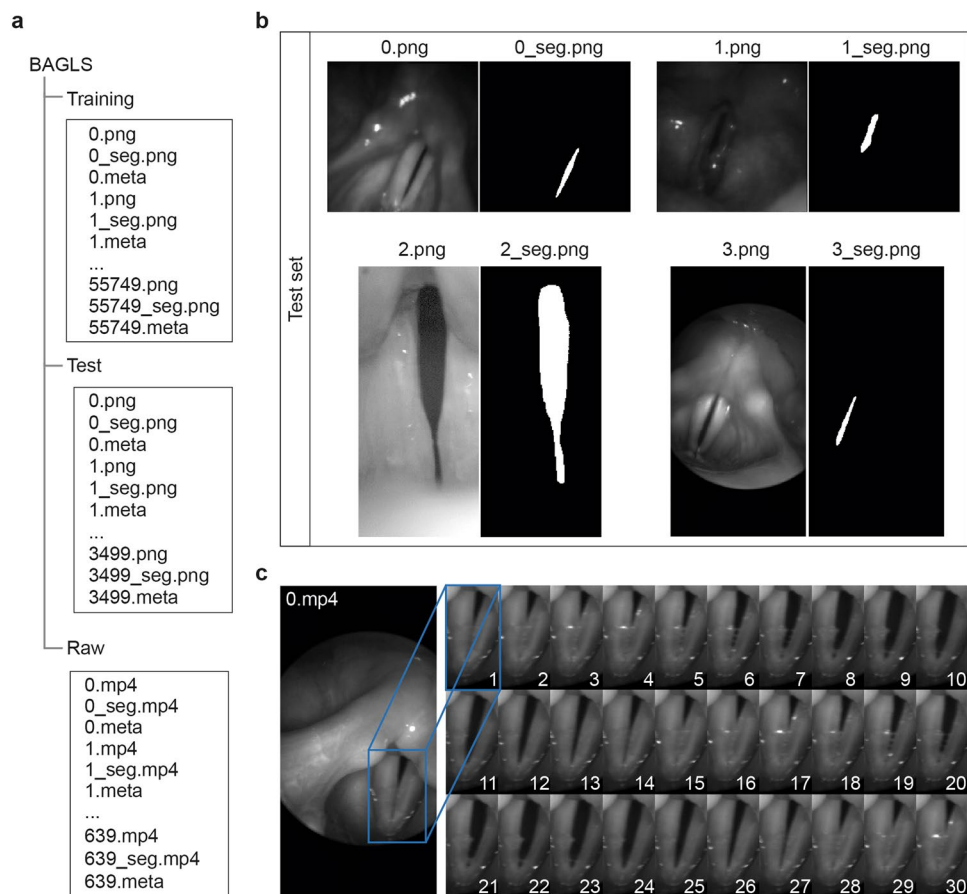 a
BAGLS
Training
0.png
0_seg.png
0.meta
1.png
1_seg.png
1.meta
...
55749.png
55749_seg.png
55749.meta
Test
0.png
0_seg.png
0.meta
1.png
1_seg.png
1.meta
...
3499.png
3499_seg.png
3499.meta
Raw
0.mp4
0_seg.mp4
0.meta
1.mp4
1_seg.mp4
1.meta
...
639.mp4
639_seg.mp4
639.meta
b
Test set
0.png 0_seg.png 1.png 1_seg.png
2.png 2_seg.png 3.png 3_seg.png
c
0.mp4
1 2 3 4 5 6 7 8 9 10
11 12 13 14 15 16 17 18 19 20
21 22 23 24 25 26 27 28 29 30